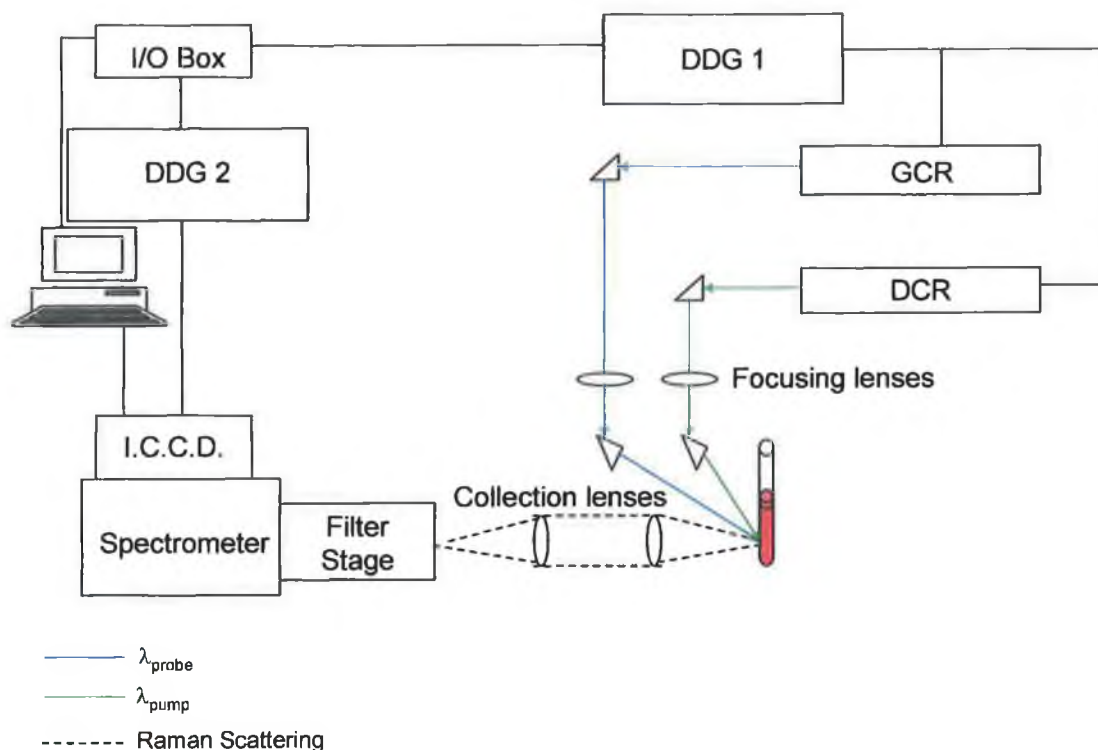 I/O Box
DDG 1
DDG 2
GCR
DCR
Focusing lenses
I.C.C.D.
Collection lenses
Spectrometer
Filter
Stage
λprobe
λpump
Raman Scattering